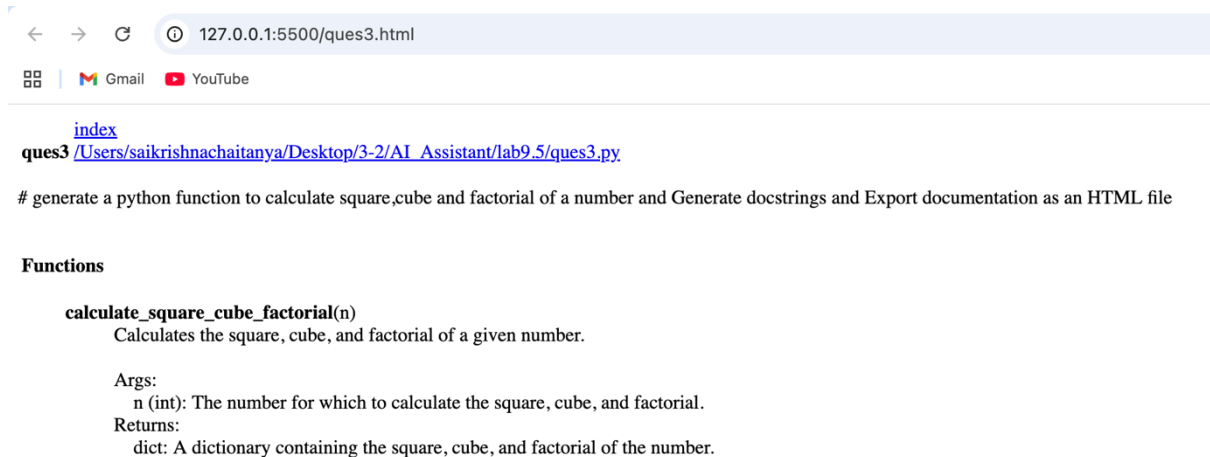 127.0.0.1:5500/ques3.html
Gmail YouTube
index
ques3 /Users/saikrishnachaitanya/Desktop/3-2/AI_Assistant/lab9.5/ques3.py
# generate a python function to calculate square,cube and factorial of a number and Generate docstrings and Export documentation as an HTML file
Functions
calculate_square_cube_factorial(n)
Calculates the square, cube, and factorial of a given number.
Args:
n (int): The number for which to calculate the square, cube, and factorial.
Returns:
dict: A dictionary containing the square, cube, and factorial of the number.